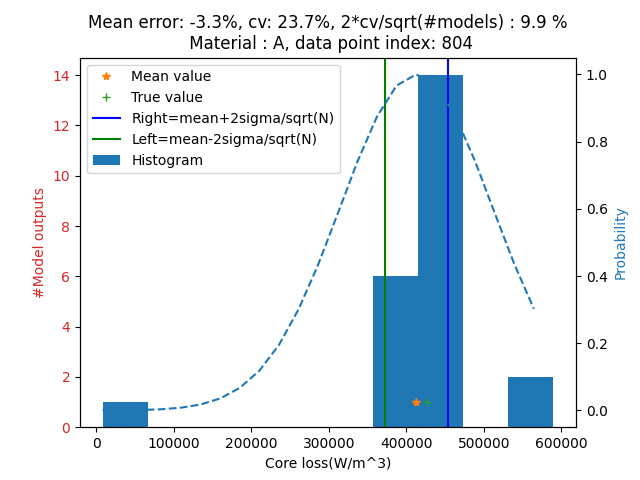 Mean error: -3.3%, cv: 23.7%, 2*cv/sqrt(#models) : 9.9 %
Material : A, data point index: 804
Mean value
True value
Right=mean+2sigma/sqrt(N)
Left=mean-2sigma/sqrt(N)
Histogram
#Model outputs
14
12
10
8
6
4
2
0
1.0
0.8
0.6
0.4
0.2
0.0
Probability
0 100000 200000 300000 400000 500000 600000
Core loss(W/m^3)